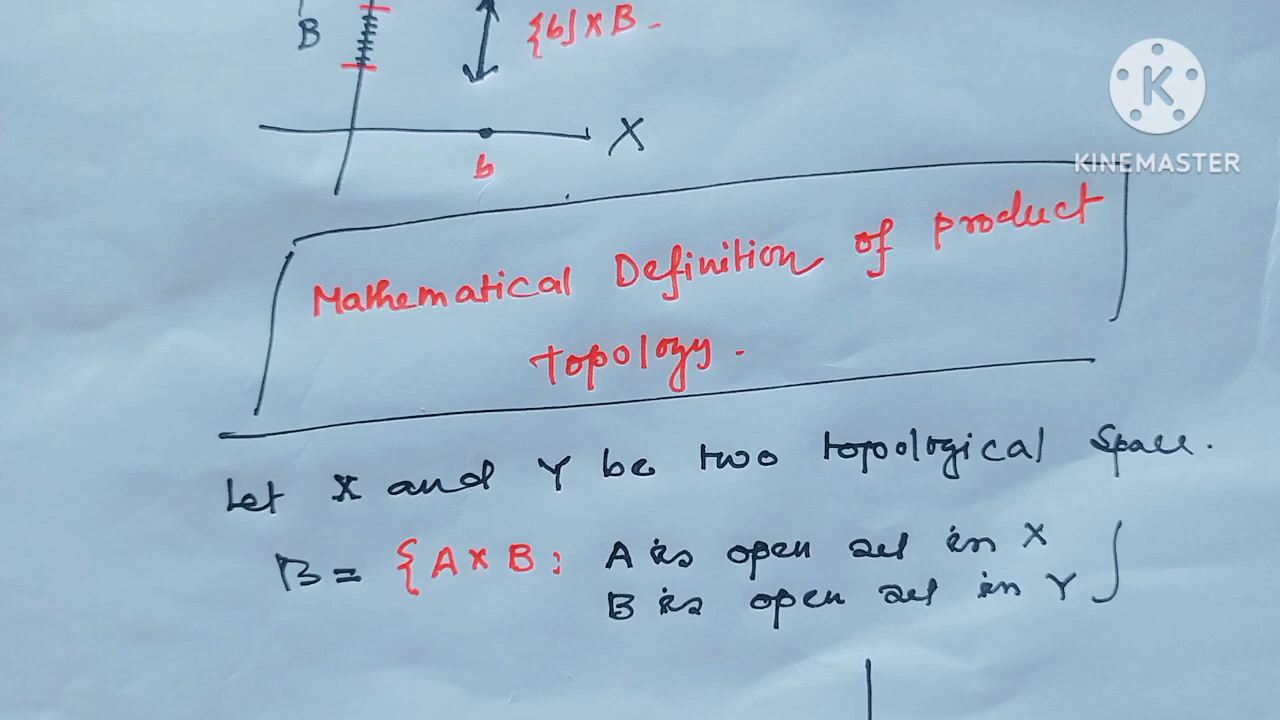 B
{b} × B -
X
b
K
KINEMASTER
Mathematical Definition of product
topology.
Let X and Y be two topological Space.
B = { A × B : A is open set in X
B is open set in Y }